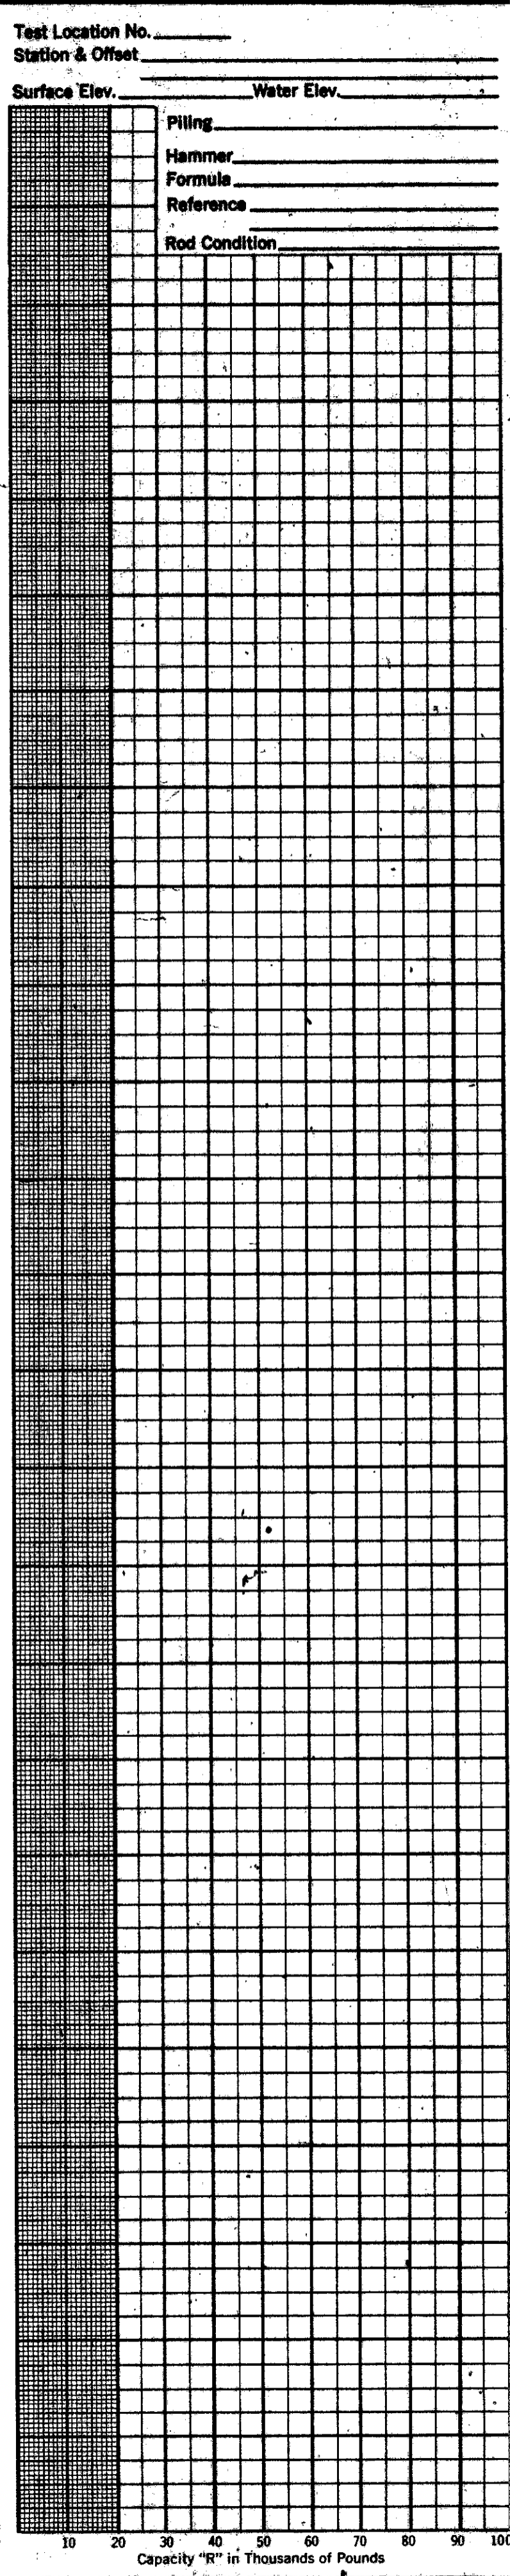 Test Location No.
Station & Offset
Surface Elev. Water Elev.
Piling
Hammer
Formula
Reference
Rod Condition
10 20 30 40 50 60 70 80 90 100
Capacity "R" in Thousands of Pounds